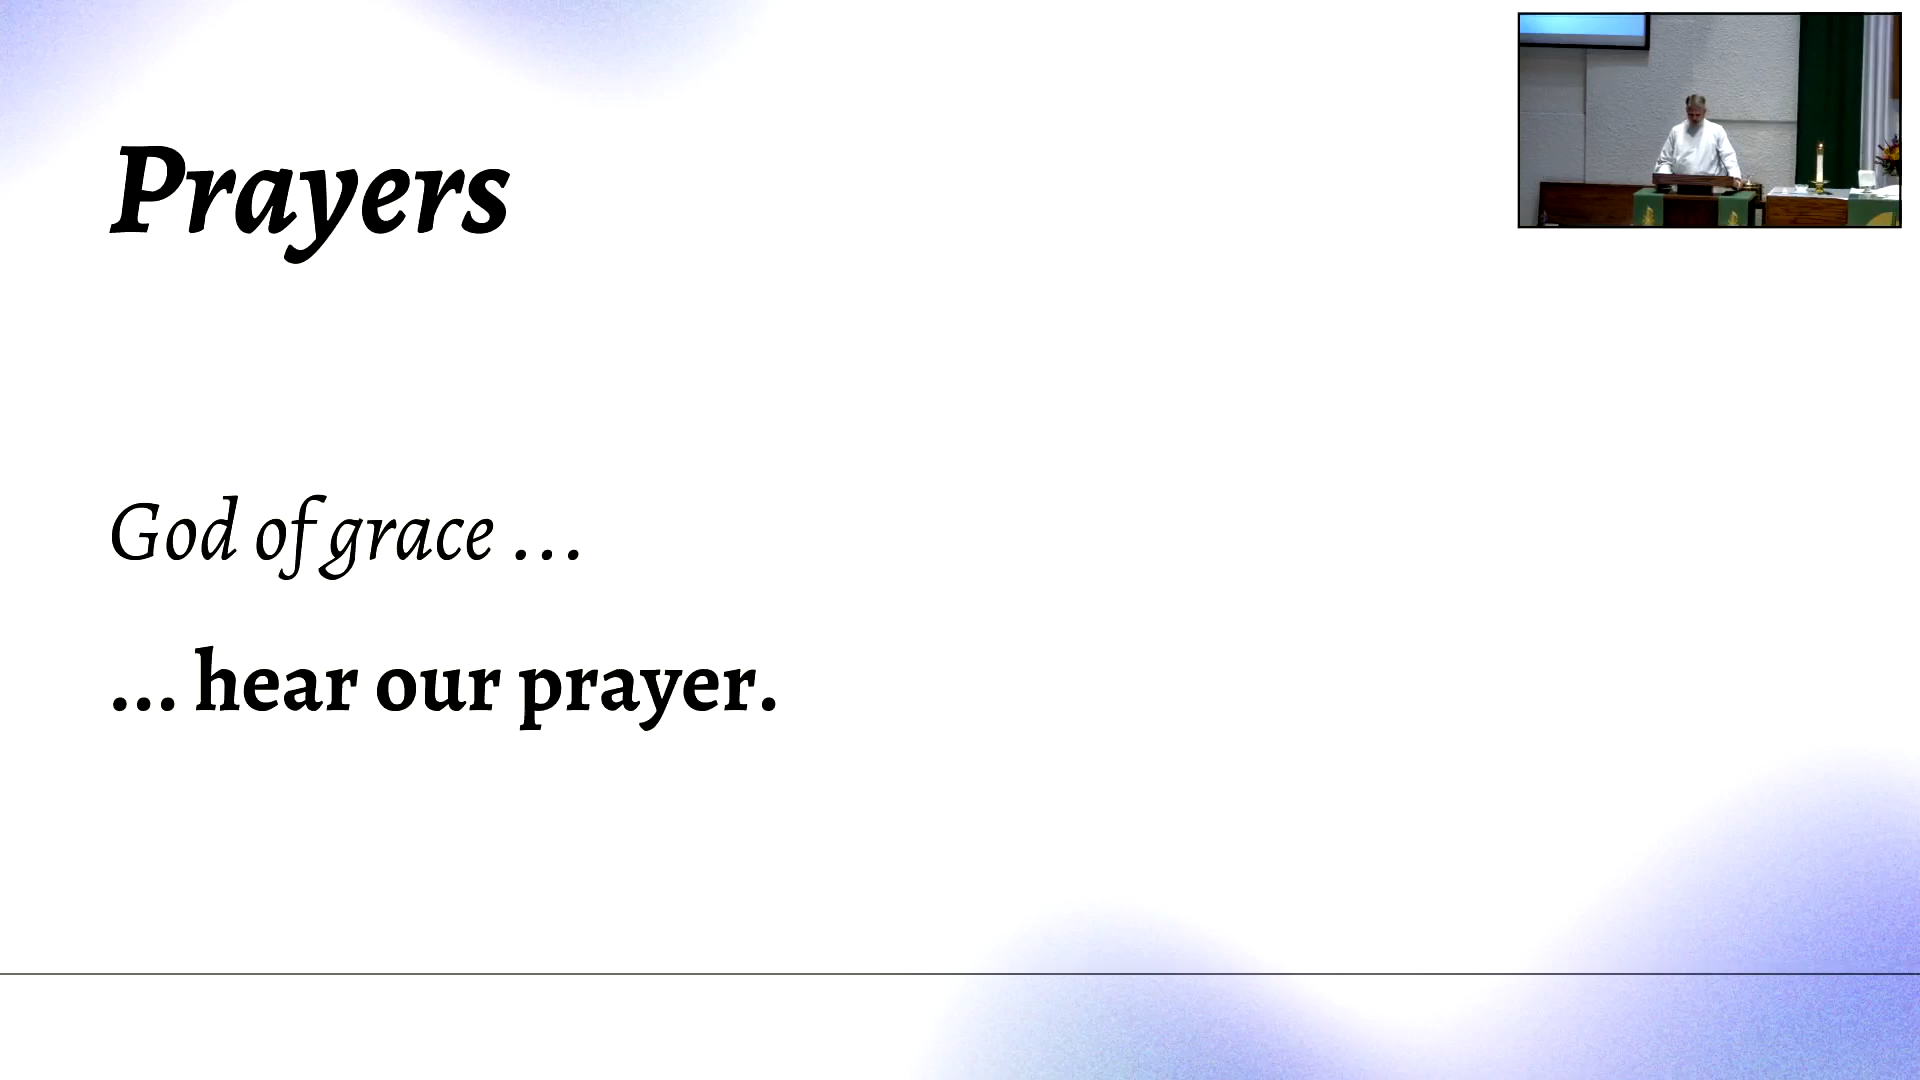 Prayers
God of grace …
… hear our prayer.